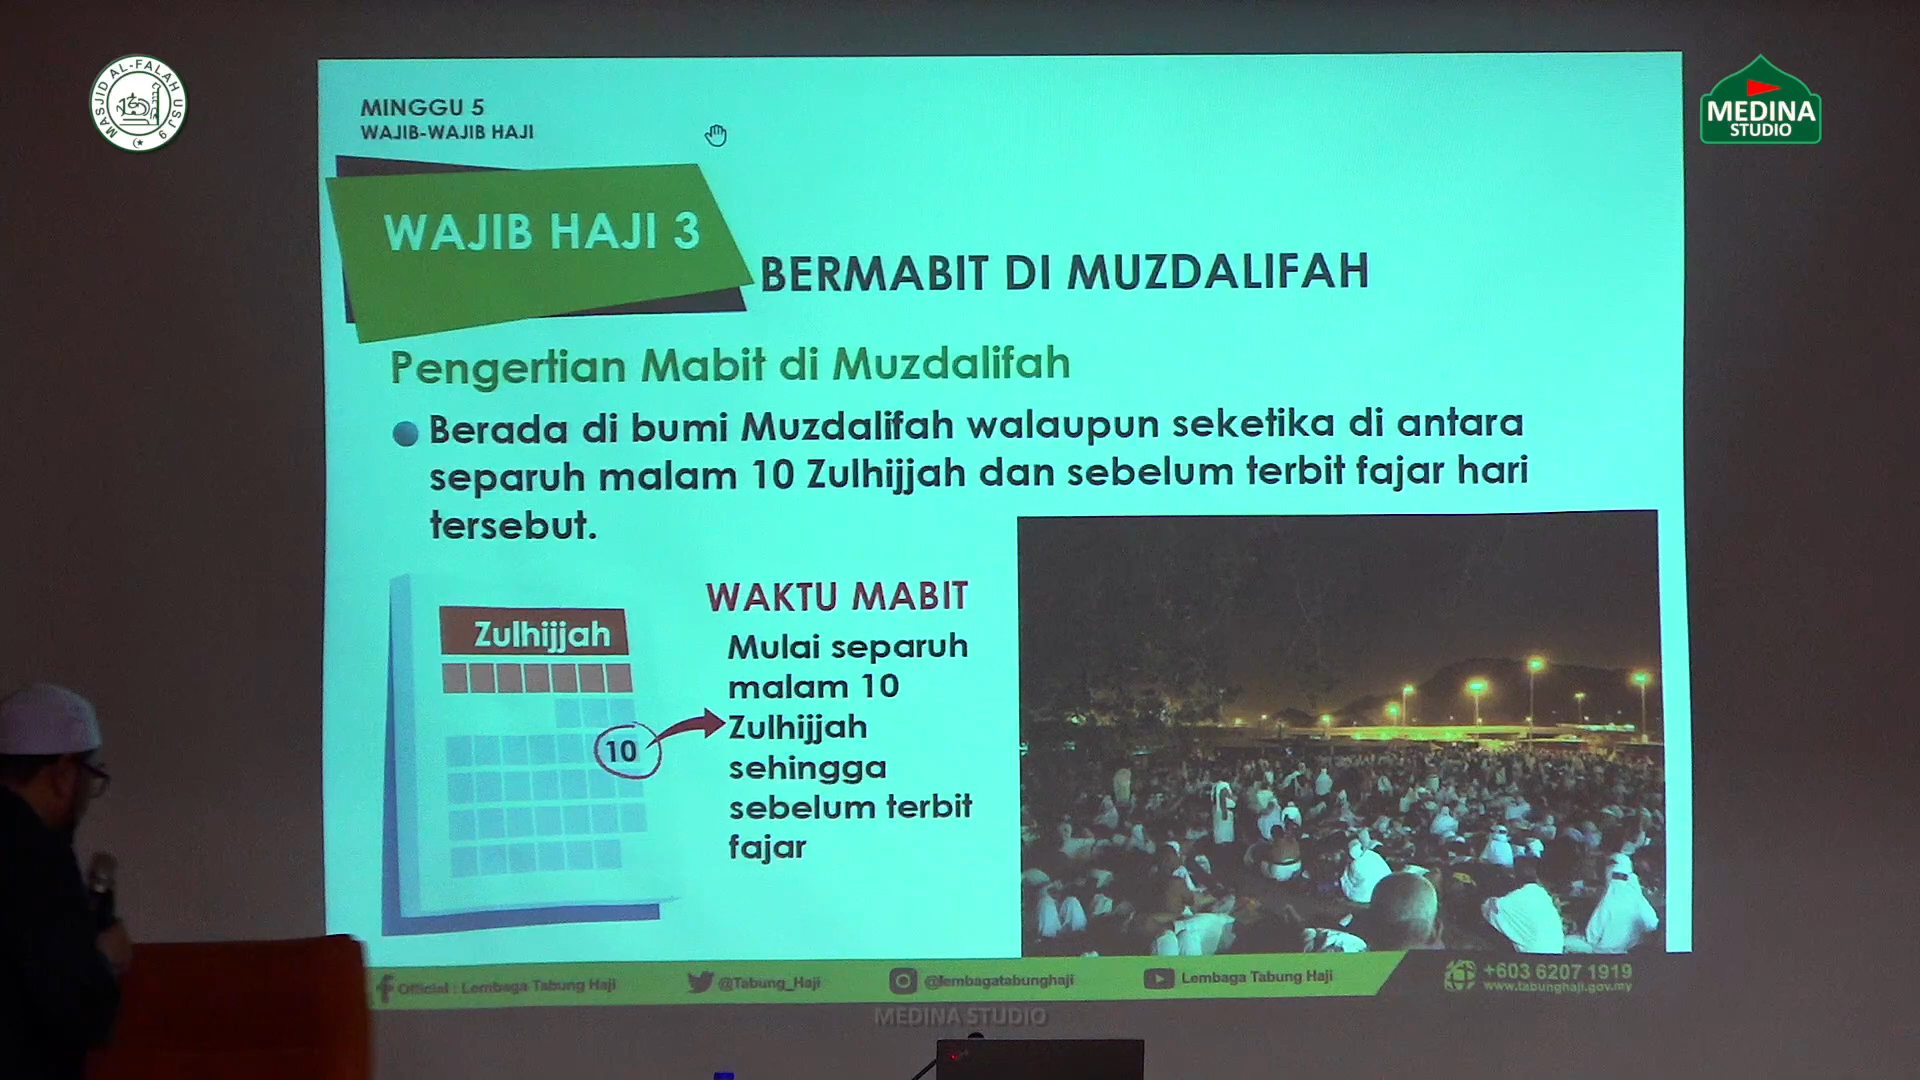 MASJID AL-FALAH USJ 9
MEDINA
STUDIO
MINGGU 5
WAJIB-WAJIB HAJI
WAJIB HAJI 3
BERMABIT DI MUZDALIFAH
Pengertian Mabit di Muzdalifah
Berada di bumi Muzdalifah walaupun seketika di antara
separuh malam 10 Zulhijjah dan sebelum terbit fajar hari
tersebut.
Zulhijjah
10
WAKTU MABIT
Mulai separuh
malam 10
Zulhijjah
sehingga
sebelum terbit
fajar
Official : Lembaga Tabung Haji
@Tabung_Haji
@lembagatabunghaji
Lembaga Tabung Haji
+603 6207 1919
www.tabunghaji.gov.my
MEDINA STUDIO